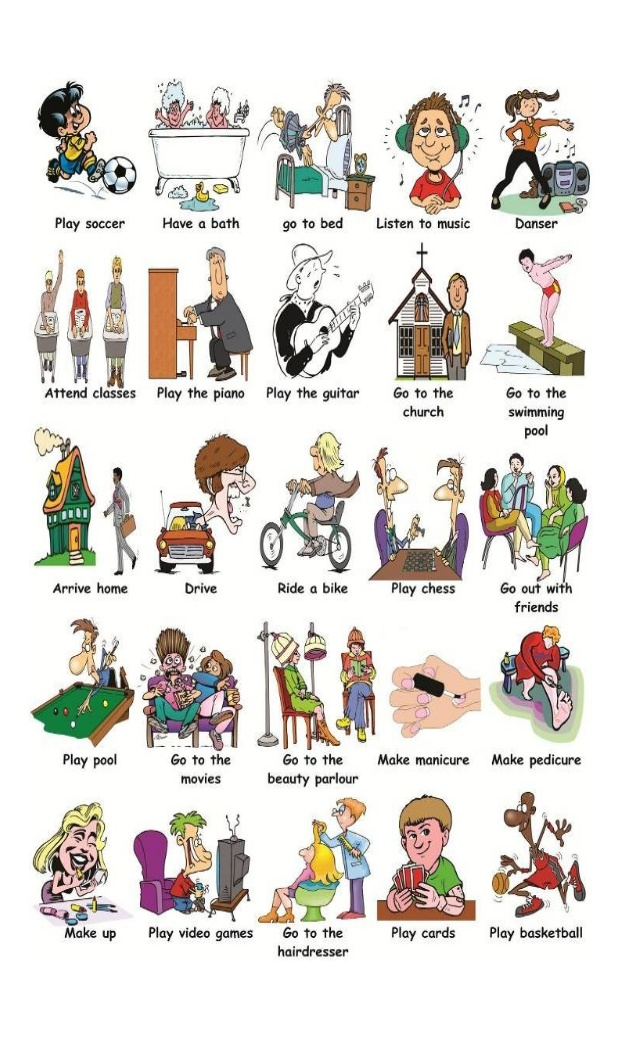 Play soccer
Have a bath
go to bed
Listen to music
Danser
Attend classes
Play the piano
Play the guitar
Go to the
church
Go to the
swimming
pool
Arrive home
Drive
Ride a bike
Play chess
Go out with
friends
Play pool
Go to the
movies
Go to the
beauty parlour
Make manicure
Make pedicure
Make up
Play video games
Go to the
hairdresser
Play cards
Play basketball